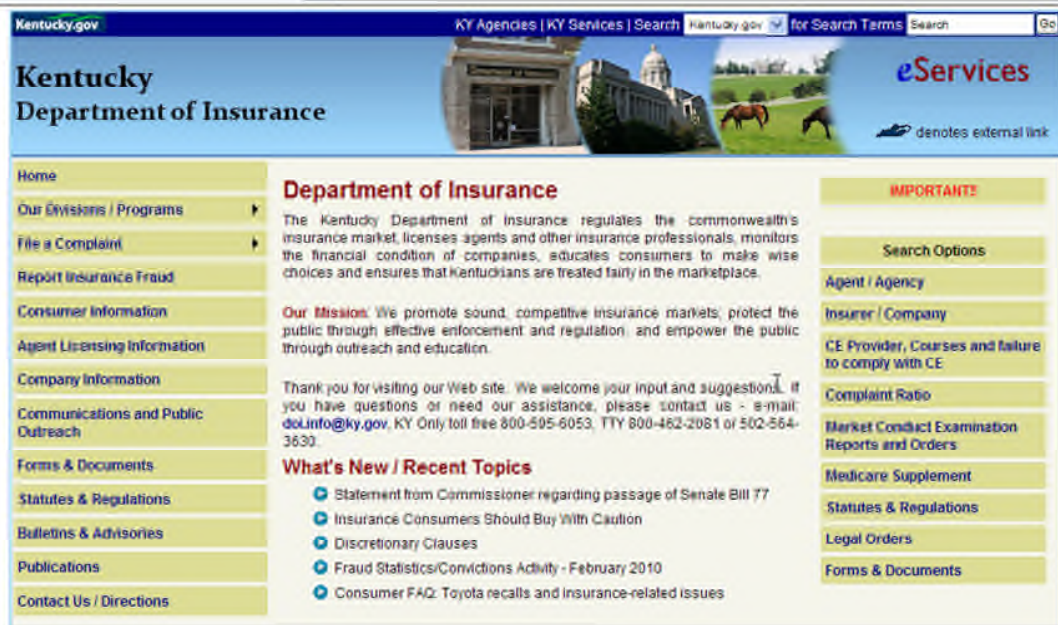 Kentucky.gov
KY Agencies | KY Services | Search Kentucky.gov for Search Terms Search Go
Kentucky
Department of Insurance
eServices
denotes external link
Home
Our Divisions / Programs
File a Complaint
Report Insurance Fraud
Consumer Information
Agent Licensing Information
Company Information
Communications and Public
Outreach
Forms & Documents
Statutes & Regulations
Bulletins & Advisories
Publications
Contact Us / Directions
Department of Insurance
The Kentucky Department of Insurance regulates the commonwealth's
insurance market, licenses agents and other insurance professionals, monitors
the financial condition of companies, educates consumers to make wise
choices and ensures that Kentuckians are treated fairly in the marketplace.
Our Mission: We promote sound, competitive insurance markets; protect the
public through effective enforcement and regulation; and empower the public
through outreach and education.
Thank you for visiting our Web site. We welcome your input and suggestions. If
you have questions or need our assistance, please contact us - e-mail:
doi.info@ky.gov, KY Only toll free 800-595-6053, TTY 800-462-2081 or 502-564-
3630.
What's New / Recent Topics
Statement from Commissioner regarding passage of Senate Bill 77
Insurance Consumers Should Buy With Caution
Discretionary Clauses
Fraud Statistics/Convictions Activity - February 2010
Consumer FAQ: Toyota recalls and insurance-related issues
IMPORTANT!!
Search Options
Agent / Agency
Insurer / Company
CE Provider, Courses and failure
to comply with CE
Complaint Ratio
Market Conduct Examination
Reports and Orders
Medicare Supplement
Statutes & Regulations
Legal Orders
Forms & Documents